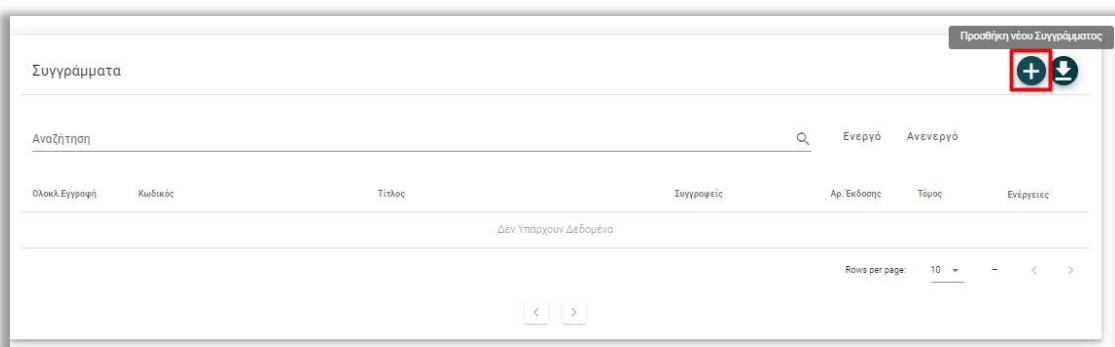 Προσθήκη νέου Συγγράμματος
Συγγράμματα
Αναζήτηση Ενεργό Ανενεργό
Ολοκλ.Εγγραφή Κωδικός Τίτλος Συγγραφείς Αρ.Έκδοσης Τόμος Ενέργειες
Δέν Υπάρχουν Δεδομένα
Rows per page: 10 –